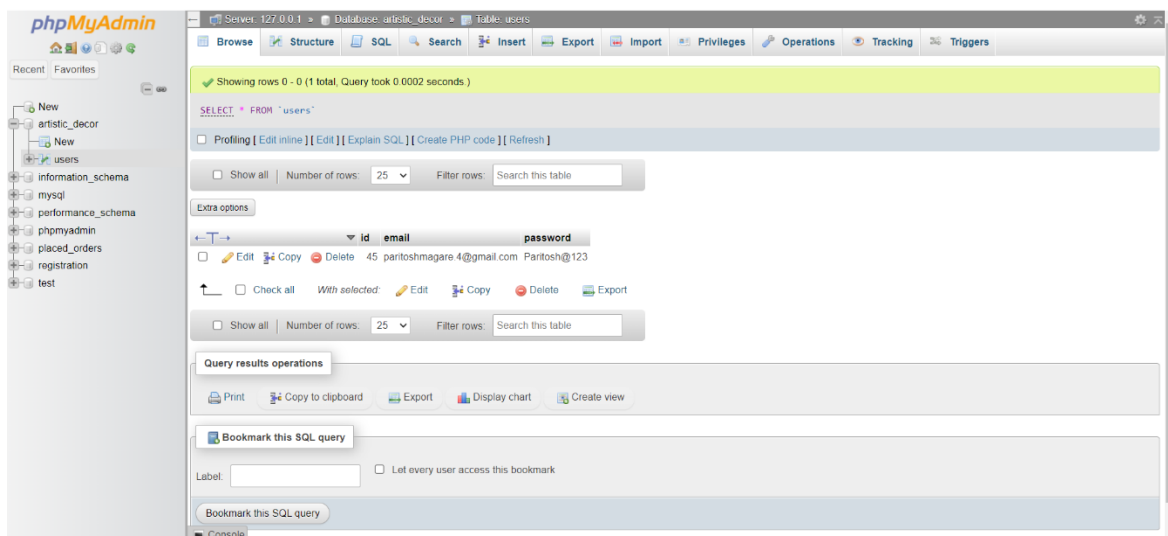 phpMyAdmin
Recent Favorites
New
artistic_decor
New
users
information_schema
mysql
performance_schema
phpmyadmin
placed_orders
registration
test
Server: 127.0.0.1 » Database: artistic_decor » Table: users
Browse Structure SQL Search Insert Export Import Privileges Operations Tracking Triggers
Showing rows 0 - 0 (1 total, Query took 0.0002 seconds.)
SELECT * FROM `users`
Profiling [ Edit inline ] [ Edit ] [ Explain SQL ] [ Create PHP code ] [ Refresh ]
Show all | Number of rows: 25 Filter rows: Search this table
Extra options
←T→ id email password
Edit Copy Delete 45 paritoshmagare.4@gmail.com Paritosh@123
Check all With selected: Edit Copy Delete Export
Show all | Number of rows: 25 Filter rows: Search this table
Query results operations
Print Copy to clipboard Export Display chart Create view
Bookmark this SQL query
Label: Let every user access this bookmark
Bookmark this SQL query
Console